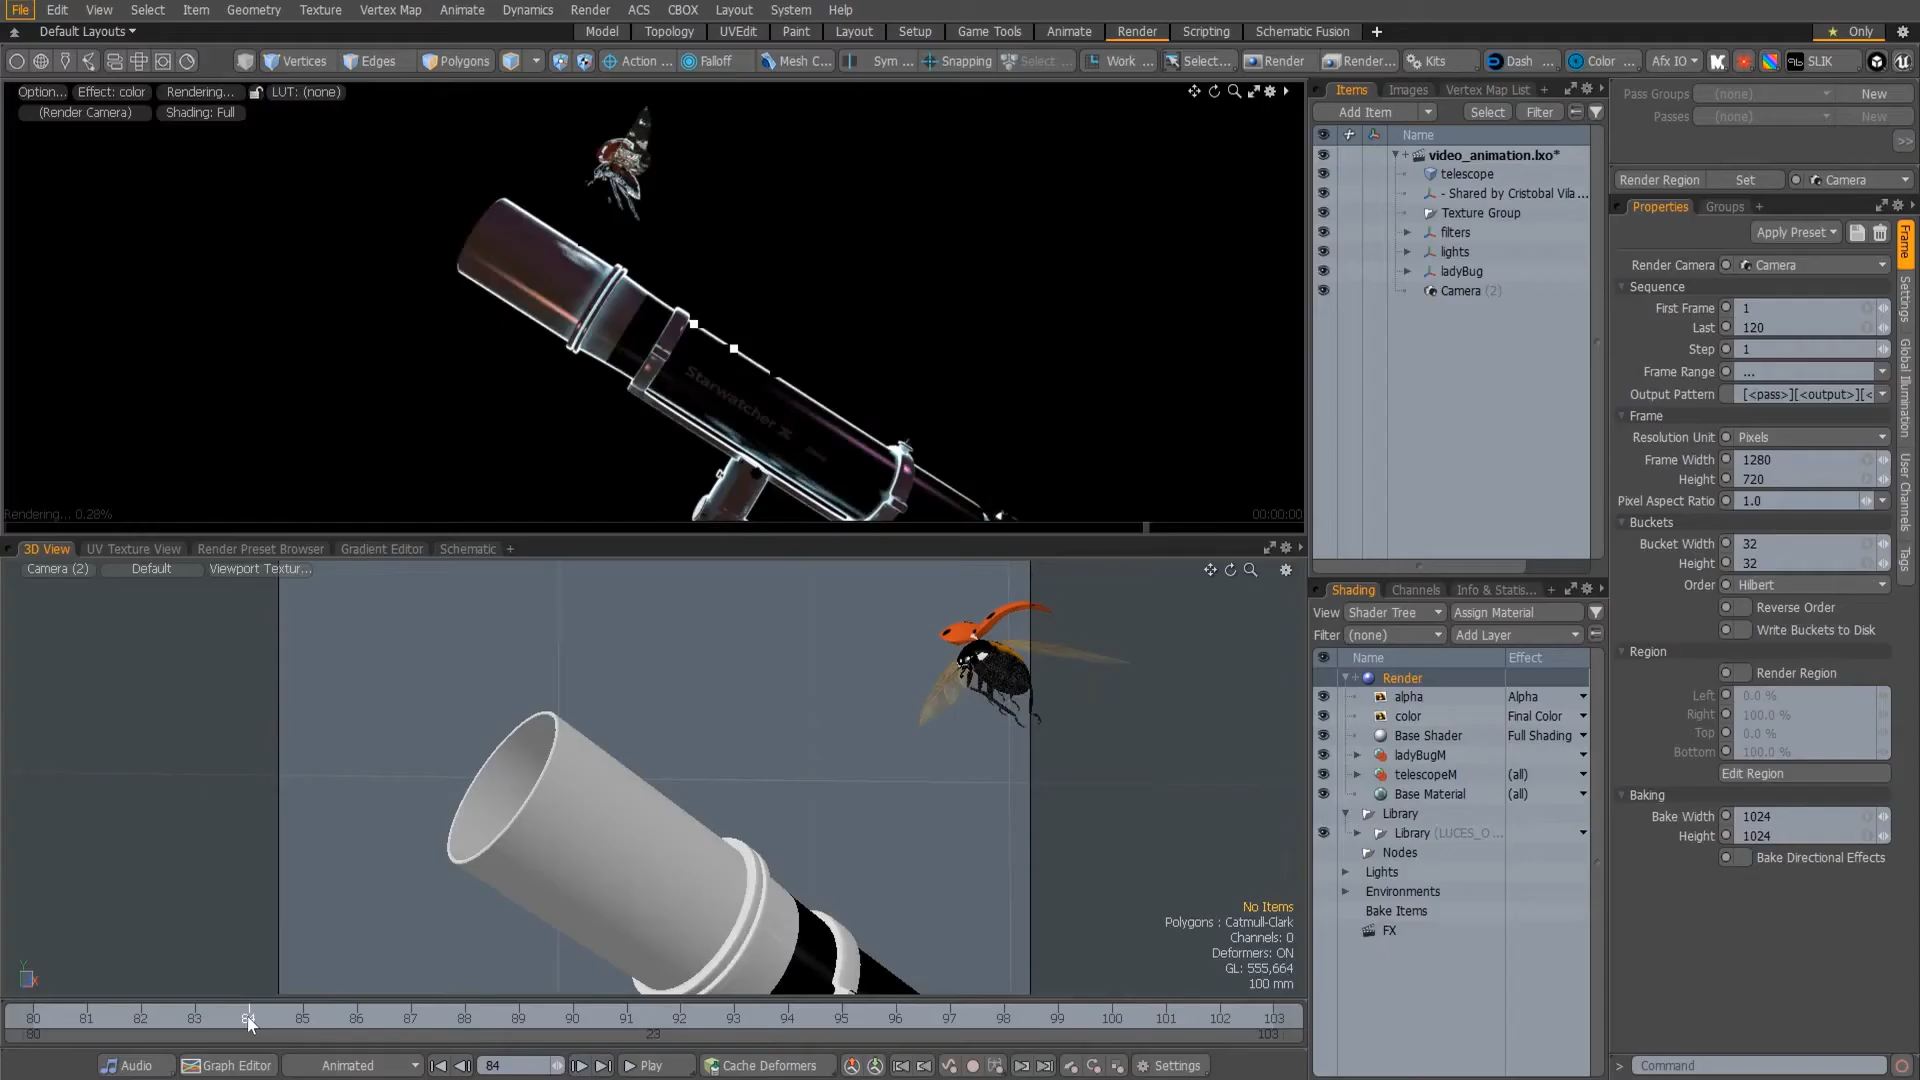 File Edit View Select Item Geometry Texture Vertex Map Animate Dynamics Render ACS CBOX Layout System Help
Default Layouts Model Topology UVEdit Paint Layout Setup Game Tools Animate Render Scripting Schematic Fusion + Only
Vertices Edges Polygons Action ... Falloff Mesh C... Sym ... Snapping Select ... Work ... Select... Render Render... Kits Dash ... Color ... Afx IO SLIK
Option... Effect: color Rendering... LUT: (none)
(Render Camera) Shading: Full
Starwatcher X
Rendering... 0.28% 00:00:00
3D View UV Texture View Render Preset Browser Gradient Editor Schematic +
Camera (2) Default Viewport Textur...
No Items
Polygons : Catmull-Clark
Channels: 0
Deformers: ON
GL: 555,664
100 mm
Y
X
80 81 82 83 84 85 86 87 88 89 90 91 92 93 94 95 96 97 98 99 100 101 102 103
80 23 103
Audio Graph Editor Animated 84 Play Cache Deformers Settings
Items Images Vertex Map List +
Add Item Select Filter
Name
video_animation.lxo*
telescope
- Shared by Cristobal Vila ...
Texture Group
filters
lights
ladyBug
Camera (2)
Shading Channels Info & Statis... +
View Shader Tree Assign Material
Filter (none) Add Layer
Name Effect
Render
alpha Alpha
color Final Color
Base Shader Full Shading
ladyBugM
telescopeM (all)
Base Material (all)
Library
Library (LUCES_O ...
Nodes
Lights
Environments
Bake Items
FX
Pass Groups (none) New
Passes (none) New
>>
Render Region Set Camera
Properties Groups +
Apply Preset
Render Camera Camera
Sequence
First Frame 1
Last 120
Step 1
Frame Range ...
Output Pattern [<pass>][<output>][<
Frame
Resolution Unit Pixels
Frame Width 1280
Height 720
Pixel Aspect Ratio 1.0
Buckets
Bucket Width 32
Height 32
Order Hilbert
Reverse Order
Write Buckets to Disk
Region
Render Region
Left 0.0 %
Right 100.0 %
Top 0.0 %
Bottom 100.0 %
Edit Region
Baking
Bake Width 1024
Height 1024
Bake Directional Effects
Frame
Settings
Global Illumination
User Channels
Tags
> Command